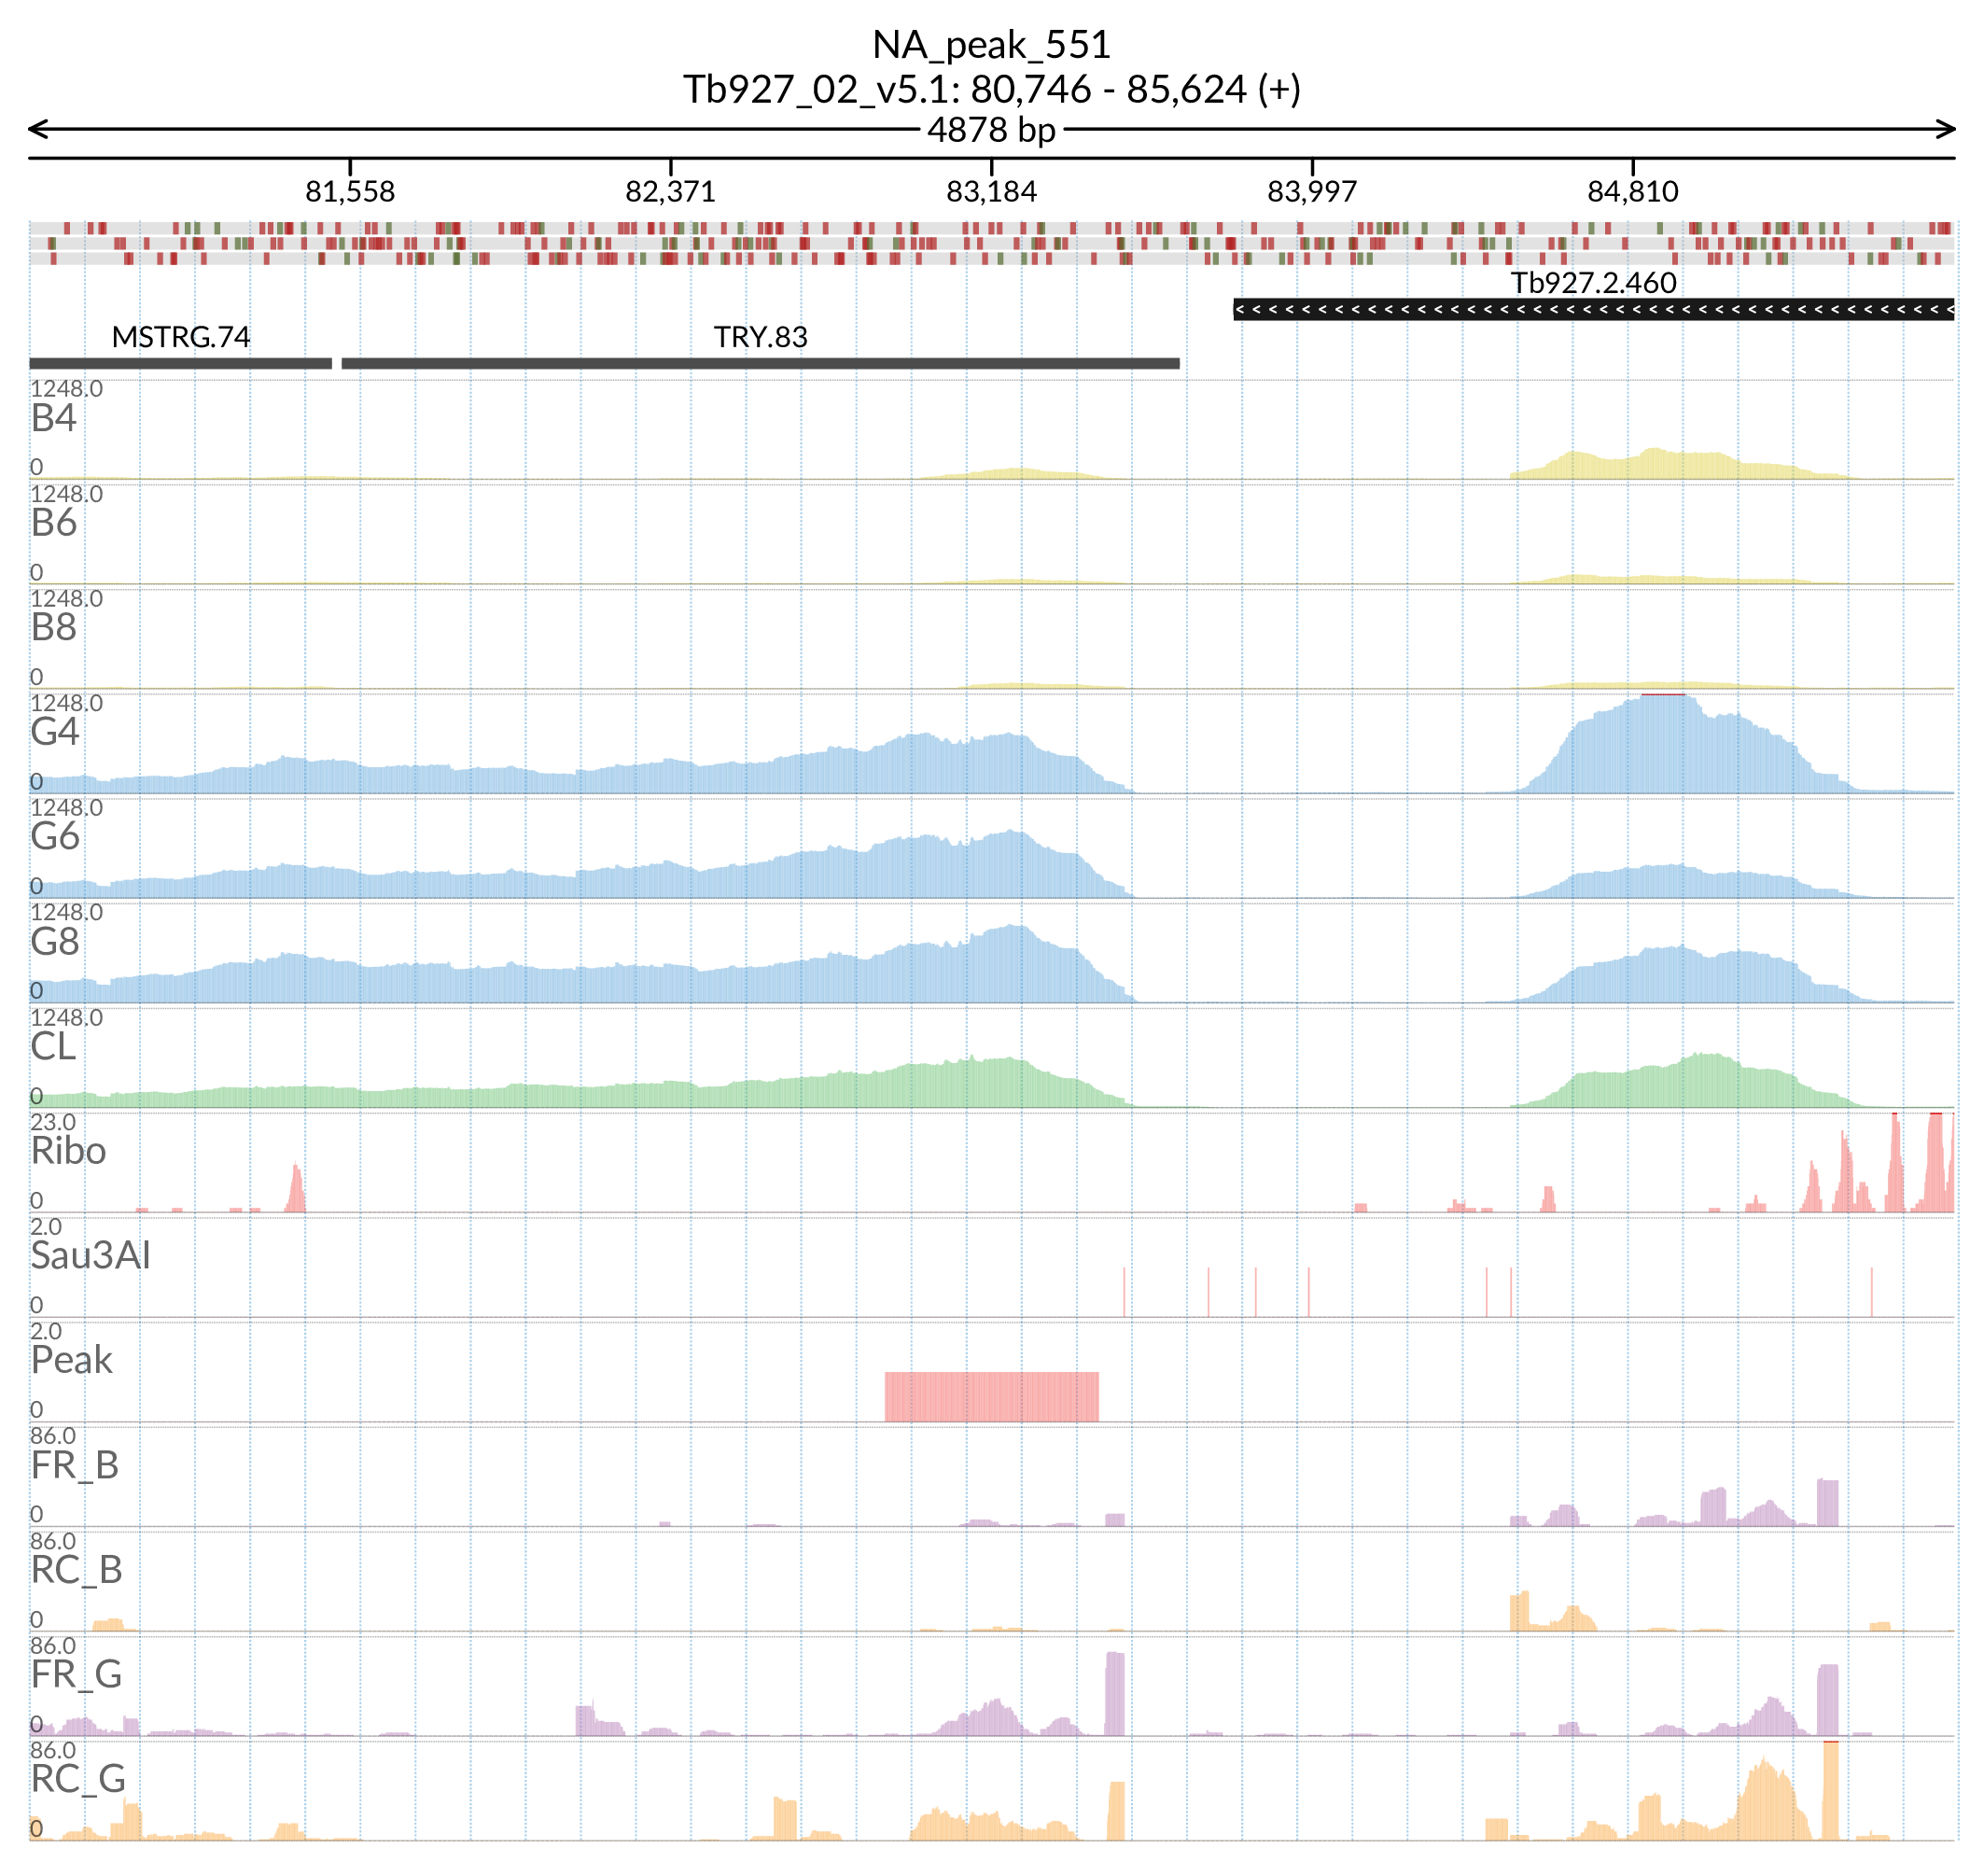 NA_peak_551
Tb927_02_v5.1: 80,746 - 85,624 (+)
4878 bp
81,558 82,371 83,184 83,997 84,810
Tb927.2.460
MSTRG.74 TRY.83
1248.0
B4
0
1248.0
B6
0
1248.0
B8
0
1248.0
G4
0
1248.0
G6
0
1248.0
G8
0
1248.0
CL
0
23.0
Ribo
0
2.0
Sau3AI
0
2.0
Peak
0
86.0
FR_B
0
86.0
RC_B
0
86.0
FR_G
0
86.0
RC_G
0